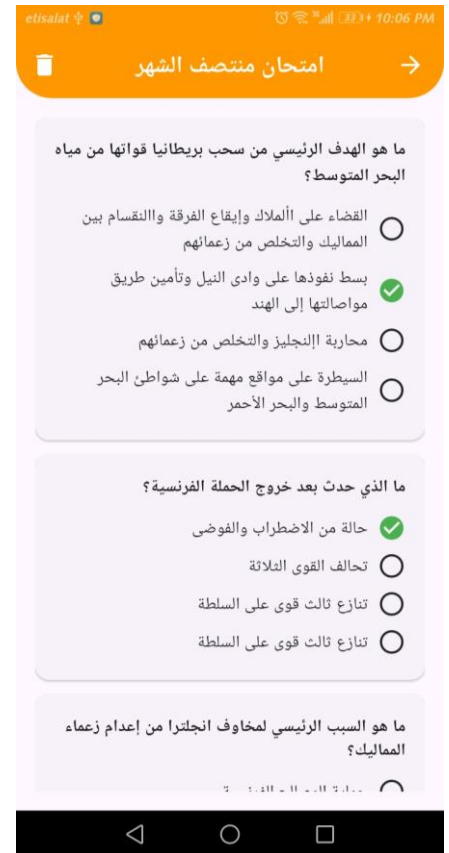 etisalat
10:06 PM
امتحان منتصف الشهر
ما هو الهدف الرئيسي من سحب بريطانيا قواتها من مياه
البحر المتوسط؟
القضاء على األملاك وإيقاع الفرقة واالنقسام بين
المماليك والتخلص من زعمائهم
بسط نفوذها على وادى النيل وتأمين طريق
مواصالتها إلى الهند
محاربة اإلنجليز والتخلص من زعمائهم
السيطرة على مواقع مهمة على شواطئ البحر
المتوسط والبحر الأحمر
ما الذي حدث بعد خروج الحملة الفرنسية؟
حالة من الاضطراب والفوضى
تحالف القوى الثلاثة
تنازع ثالث قوى على السلطة
تنازع ثالث قوى على السلطة
ما هو السبب الرئيسي لمخاوف انجلترا من إعدام زعماء
المماليك؟